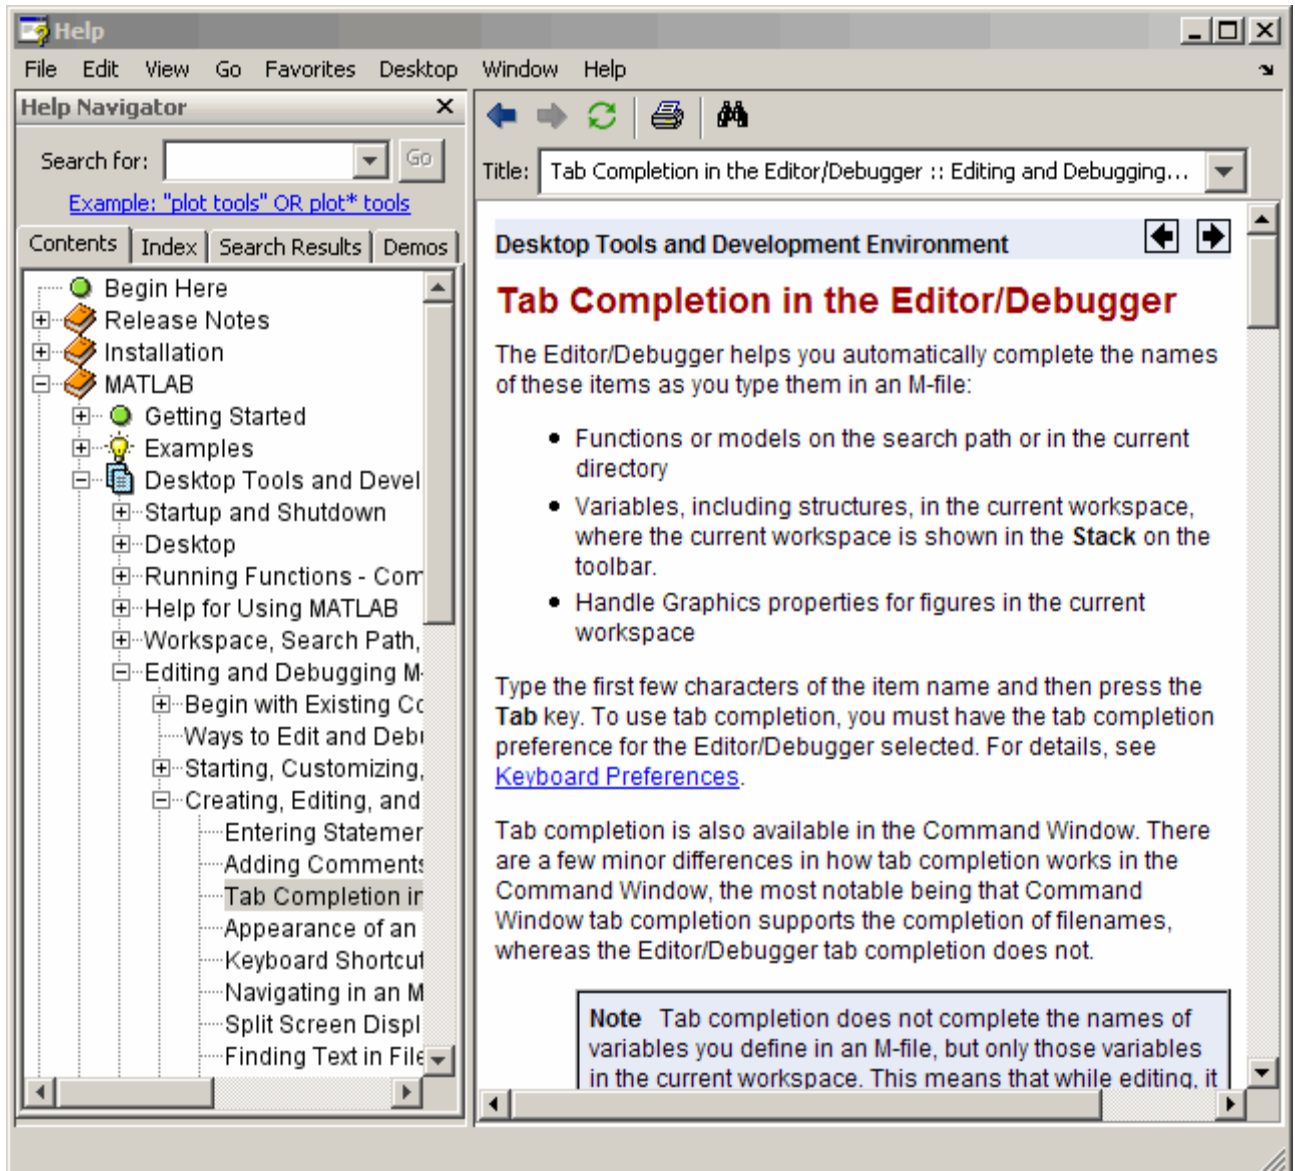 Help
File Edit View Go Favorites Desktop Window Help
Help Navigator
Search for: Go
Example: "plot tools" OR plot* tools
Contents Index Search Results Demos
Begin Here
Release Notes
Installation
MATLAB
Getting Started
Examples
Desktop Tools and Devel
Startup and Shutdown
Desktop
Running Functions - Com
Help for Using MATLAB
Workspace, Search Path,
Editing and Debugging M-
Begin with Existing Co
Ways to Edit and Debu
Starting, Customizing,
Creating, Editing, and
Entering Statemer
Adding Comments
Tab Completion in
Appearance of an
Keyboard Shortcut
Navigating in an M
Split Screen Displ
Finding Text in File
Title: Tab Completion in the Editor/Debugger :: Editing and Debugging...
Desktop Tools and Development Environment
Tab Completion in the Editor/Debugger
The Editor/Debugger helps you automatically complete the names
of these items as you type them in an M-file:
• Functions or models on the search path or in the current
directory
• Variables, including structures, in the current workspace,
where the current workspace is shown in the Stack on the
toolbar.
• Handle Graphics properties for figures in the current
workspace
Type the first few characters of the item name and then press the
Tab key. To use tab completion, you must have the tab completion
preference for the Editor/Debugger selected. For details, see
Keyboard Preferences.
Tab completion is also available in the Command Window. There
are a few minor differences in how tab completion works in the
Command Window, the most notable being that Command
Window tab completion supports the completion of filenames,
whereas the Editor/Debugger tab completion does not.
Note Tab completion does not complete the names of
variables you define in an M-file, but only those variables
in the current workspace. This means that while editing, it